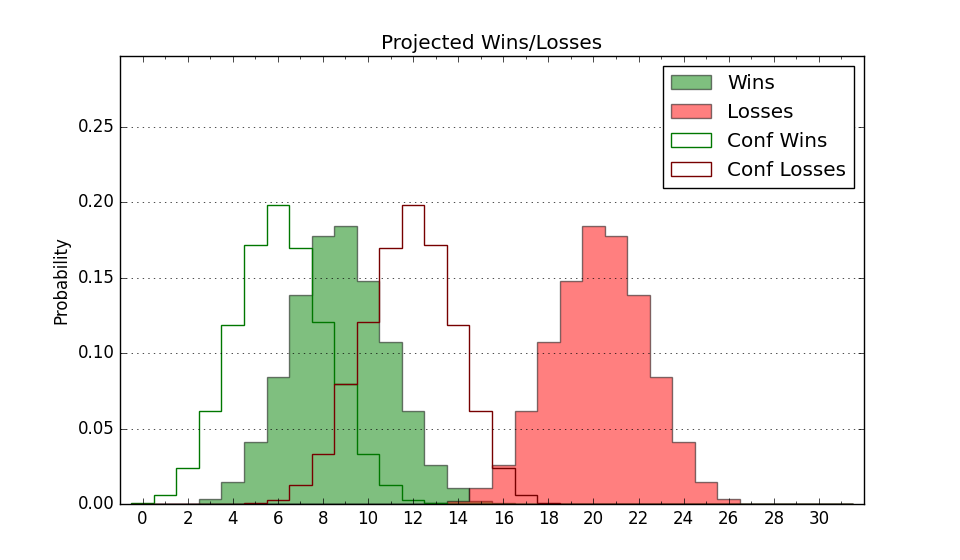 Projected Wins/Losses
Wins
Losses
Conf Wins
Conf Losses
Probability
0.25
0.20
0.15
0.10
0.05
0.00
0 2 4 6 8 10 12 14 16 18 20 22 24 26 28 30